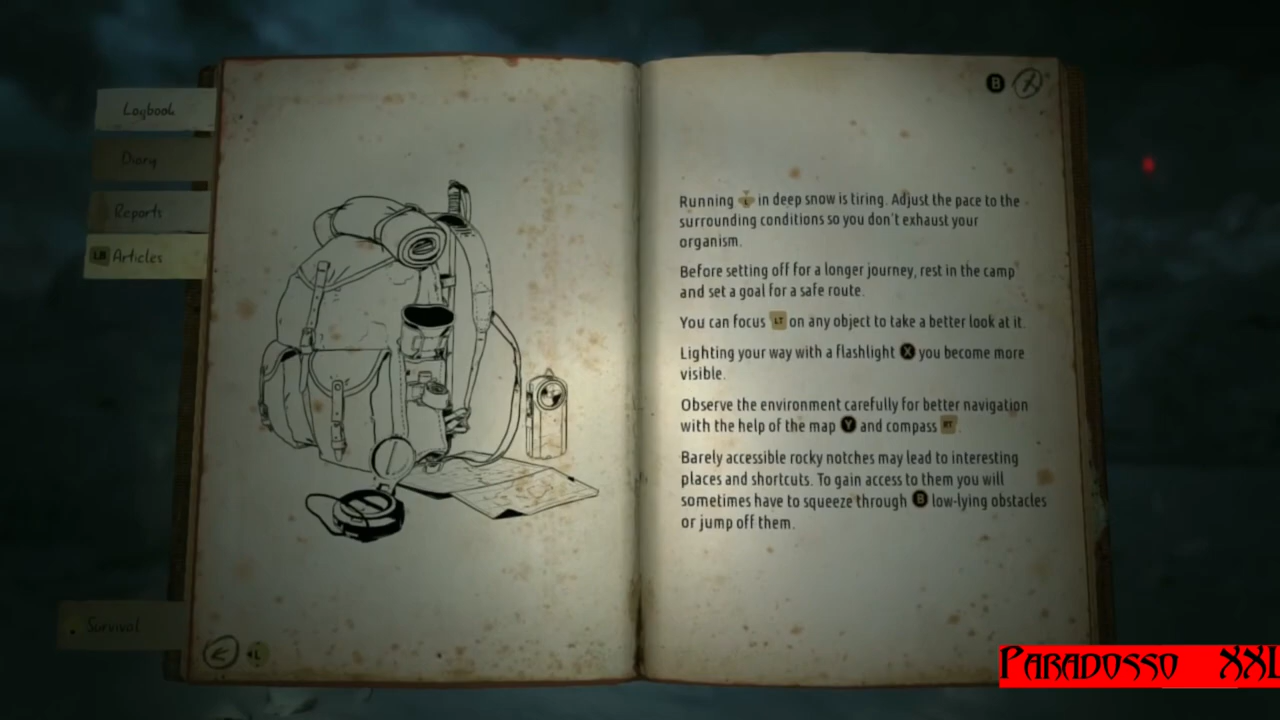 Logbook
Diary
Reports
LB Articles
Survival
L
B
Running L in deep snow is tiring. Adjust the pace to the
surrounding conditions so you don't exhaust your
organism.
Before setting off for a longer journey, rest in the camp
and set a goal for a safe route.
You can focus LT on any object to take a better look at it.
Lighting your way with a flashlight X you become more
visible.
Observe the environment carefully for better navigation
with the help of the map Y and compass RT.
Barely accessible rocky notches may lead to interesting
places and shortcuts. To gain access to them you will
sometimes have to squeeze through B low-lying obstacles
or jump off them.
Paradosso XXL